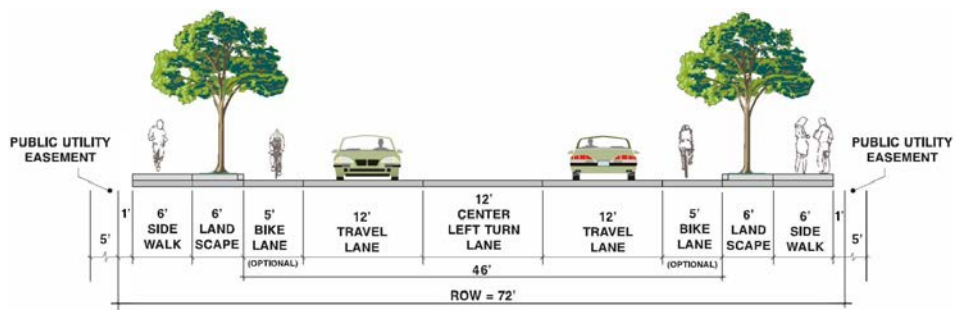 PUBLIC UTILITY
EASEMENT
PUBLIC UTILITY
EASEMENT
5'
1'
6'
SIDE
WALK
6'
LAND
SCAPE
5'
BIKE
LANE
(OPTIONAL)
12'
TRAVEL
LANE
12'
CENTER
LEFT TURN
LANE
12'
TRAVEL
LANE
5'
BIKE
LANE
(OPTIONAL)
6'
LAND
SCAPE
6'
SIDE
WALK
1'
5'
46'
ROW = 72'